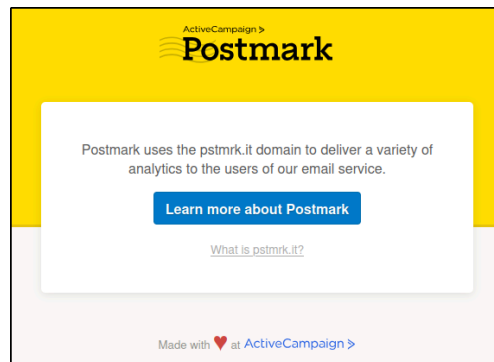 ActiveCampaign >
Postmark
Postmark uses the pstmrk.it domain to deliver a variety of
analytics to the users of our email service.
Learn more about Postmark
What is pstmrk.it?
Made with ♥ at ActiveCampaign >